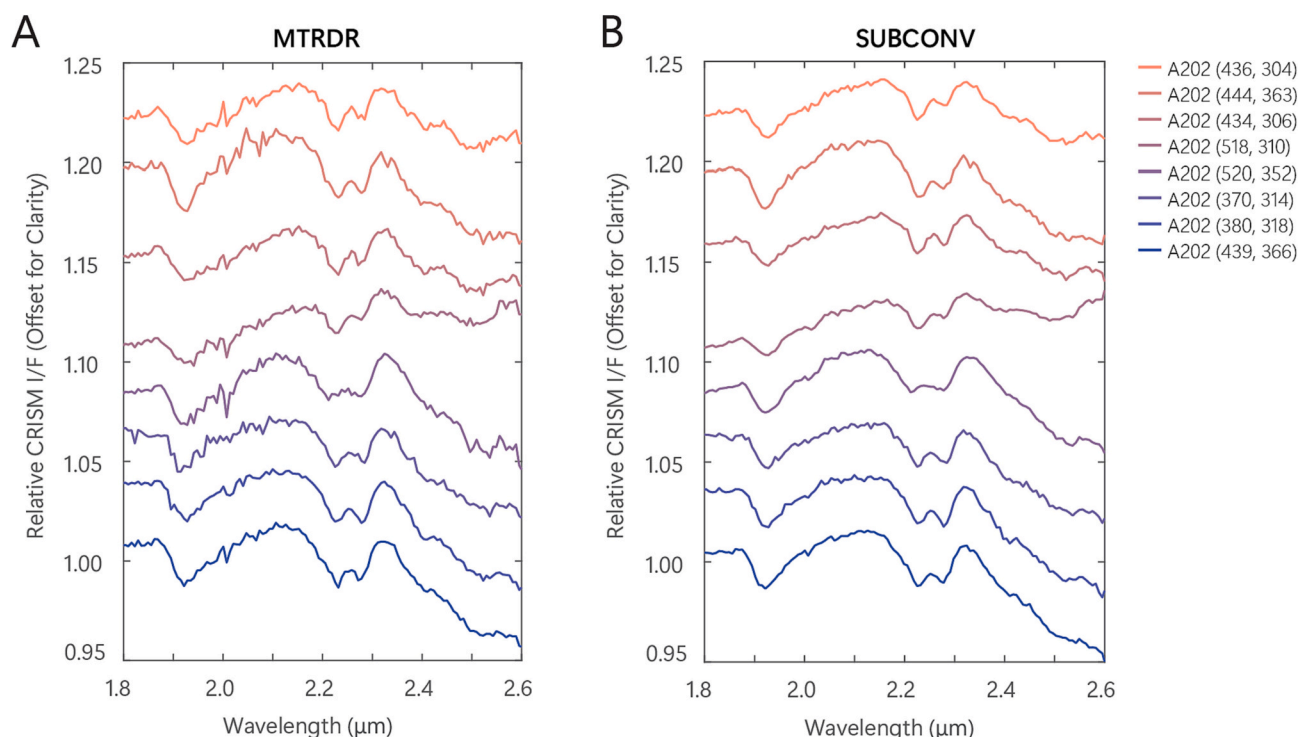 A
MTRDR
B
SUBCONV
Relative CRISM I/F (Offset for Clarity)
1.25
1.20
1.15
1.10
1.05
1.00
0.95
1.8
2.0
2.2
2.4
2.6
Wavelength (µm)
Relative CRISM I/F (Offset for Clarity)
1.25
1.20
1.15
1.10
1.05
1.00
0.95
1.8
2.0
2.2
2.4
2.6
Wavelength (µm)
A202 (436, 304)
A202 (444, 363)
A202 (434, 306)
A202 (518, 310)
A202 (520, 352)
A202 (370, 314)
A202 (380, 318)
A202 (439, 366)